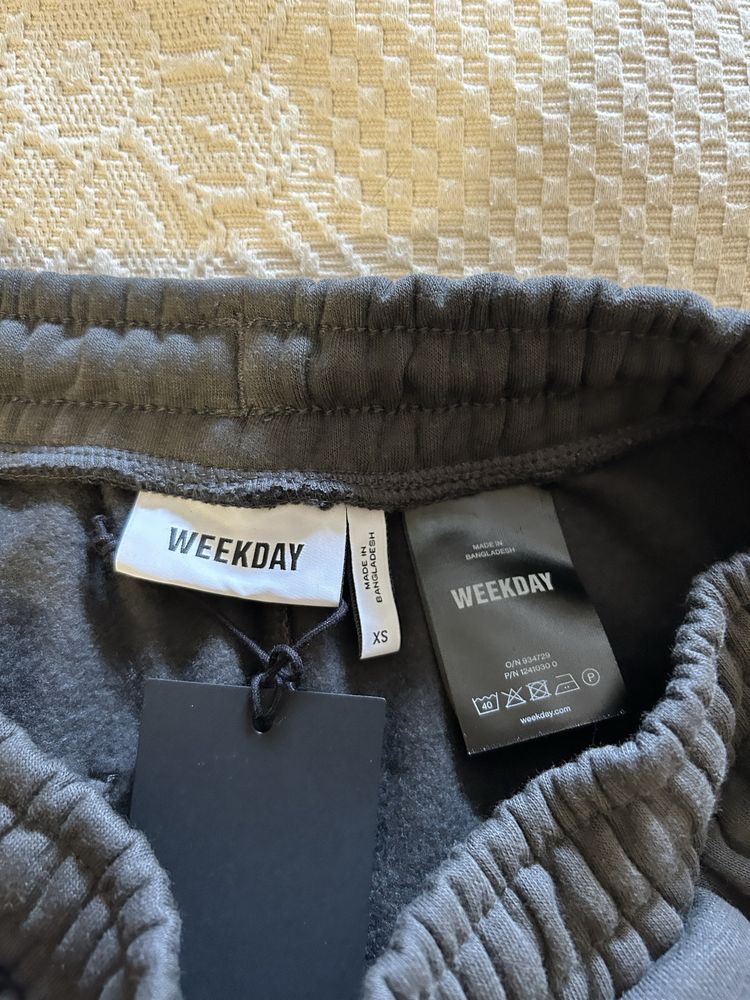 WEEKDAY
MADE IN
BANGLADESH
XS
MADE IN
BANGLADESH
WEEKDAY
O/N 934729
P/N 1241030 0
40
P
weekday.com